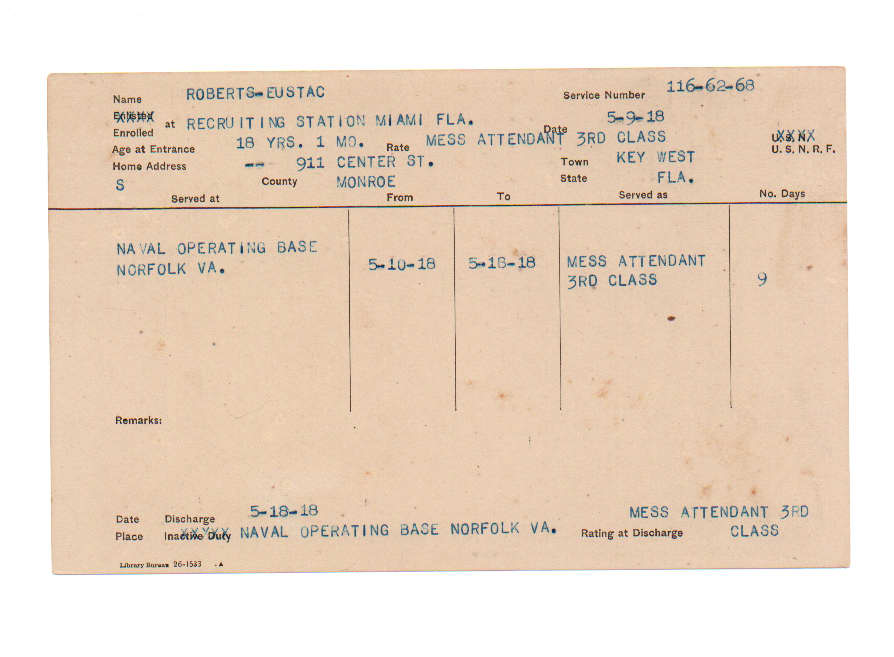 Name ROBERTS-EUSTAC Service Number 116-62-68
Enlisted
Enrolled at RECRUITING STATION MIAMI FLA. Date 5-9-18 U.S.N.
Age at Entrance 18 YRS. 1 MO. Rate MESS ATTENDANT 3RD CLASS U. S. N. R. F.
Home Address -- 911 CENTER ST. Town KEY WEST
S County MONROE State FLA.
Served at From To Served as No. Days
NAVAL OPERATING BASE
NORFOLK VA. 5-10-18 5-18-18 MESS ATTENDANT
3RD CLASS 9
Remarks:
Date Discharge 5-18-18 MESS ATTENDANT 3RD
Place Inactive Duty NAVAL OPERATING BASE NORFOLK VA. Rating at Discharge CLASS
Library Bureau 26-1533 .A